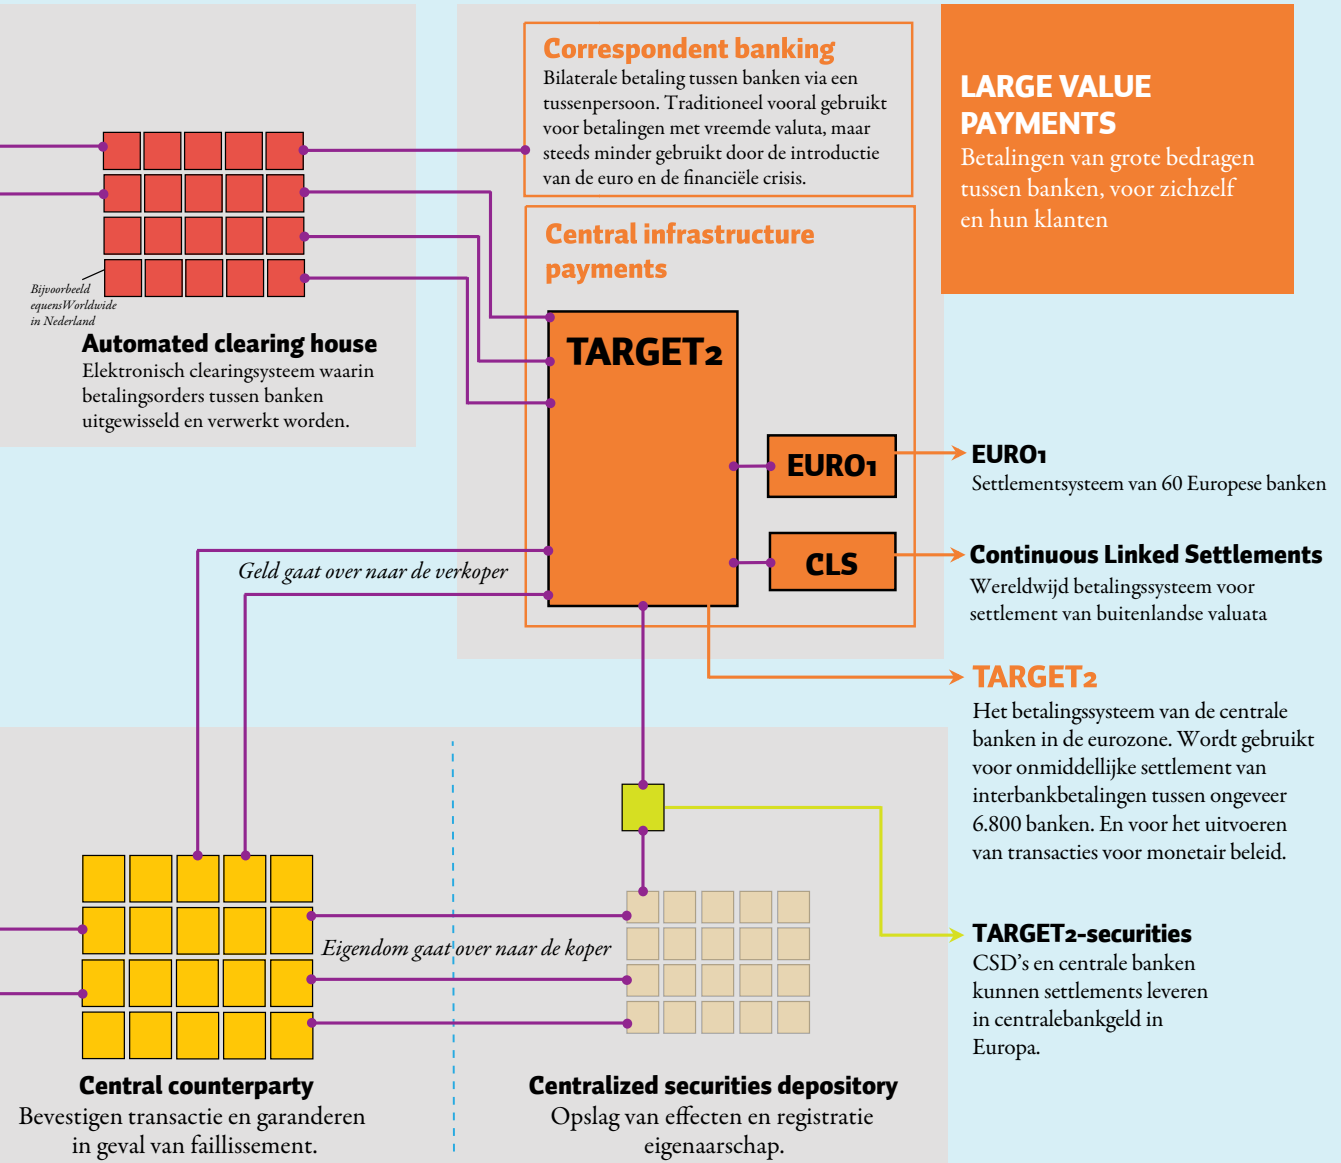 Correspondent banking
Bilaterale betaling tussen banken via een
tussenpersoon. Traditioneel vooral gebruikt
voor betalingen met vreemde valuta, maar
steeds minder gebruikt door de introductie
van de euro en de financiële crisis.
LARGE VALUE
PAYMENTS
Betalingen van grote bedragen
tussen banken, voor zichzelf
en hun klanten
Central infrastructure
payments
Bijvoorbeeld
equensWorldwide
in Nederland
Automated clearing house
Elektronisch clearingsysteem waarin
betalingsorders tussen banken
uitgewisseld en verwerkt worden.
TARGET2
EURO1
CLS
EURO1
Settlementsysteem van 60 Europese banken
Continuous Linked Settlements
Wereldwijd betalingssysteem voor
settlement van buitenlandse valuata
Geld gaat over naar de verkoper
TARGET2
Het betalingssysteem van de centrale
banken in de eurozone. Wordt gebruikt
voor onmiddellijke settlement van
interbankbetalingen tussen ongeveer
6.800 banken. En voor het uitvoeren
van transacties voor monetair beleid.
Eigendom gaat over naar de koper
TARGET2-securities
CSD's en centrale banken
kunnen settlements leveren
in centralebankgeld in
Europa.
Central counterparty
Bevestigen transactie en garanderen
in geval van faillissement.
Centralized securities depository
Opslag van effecten en registratie
eigenaarschap.